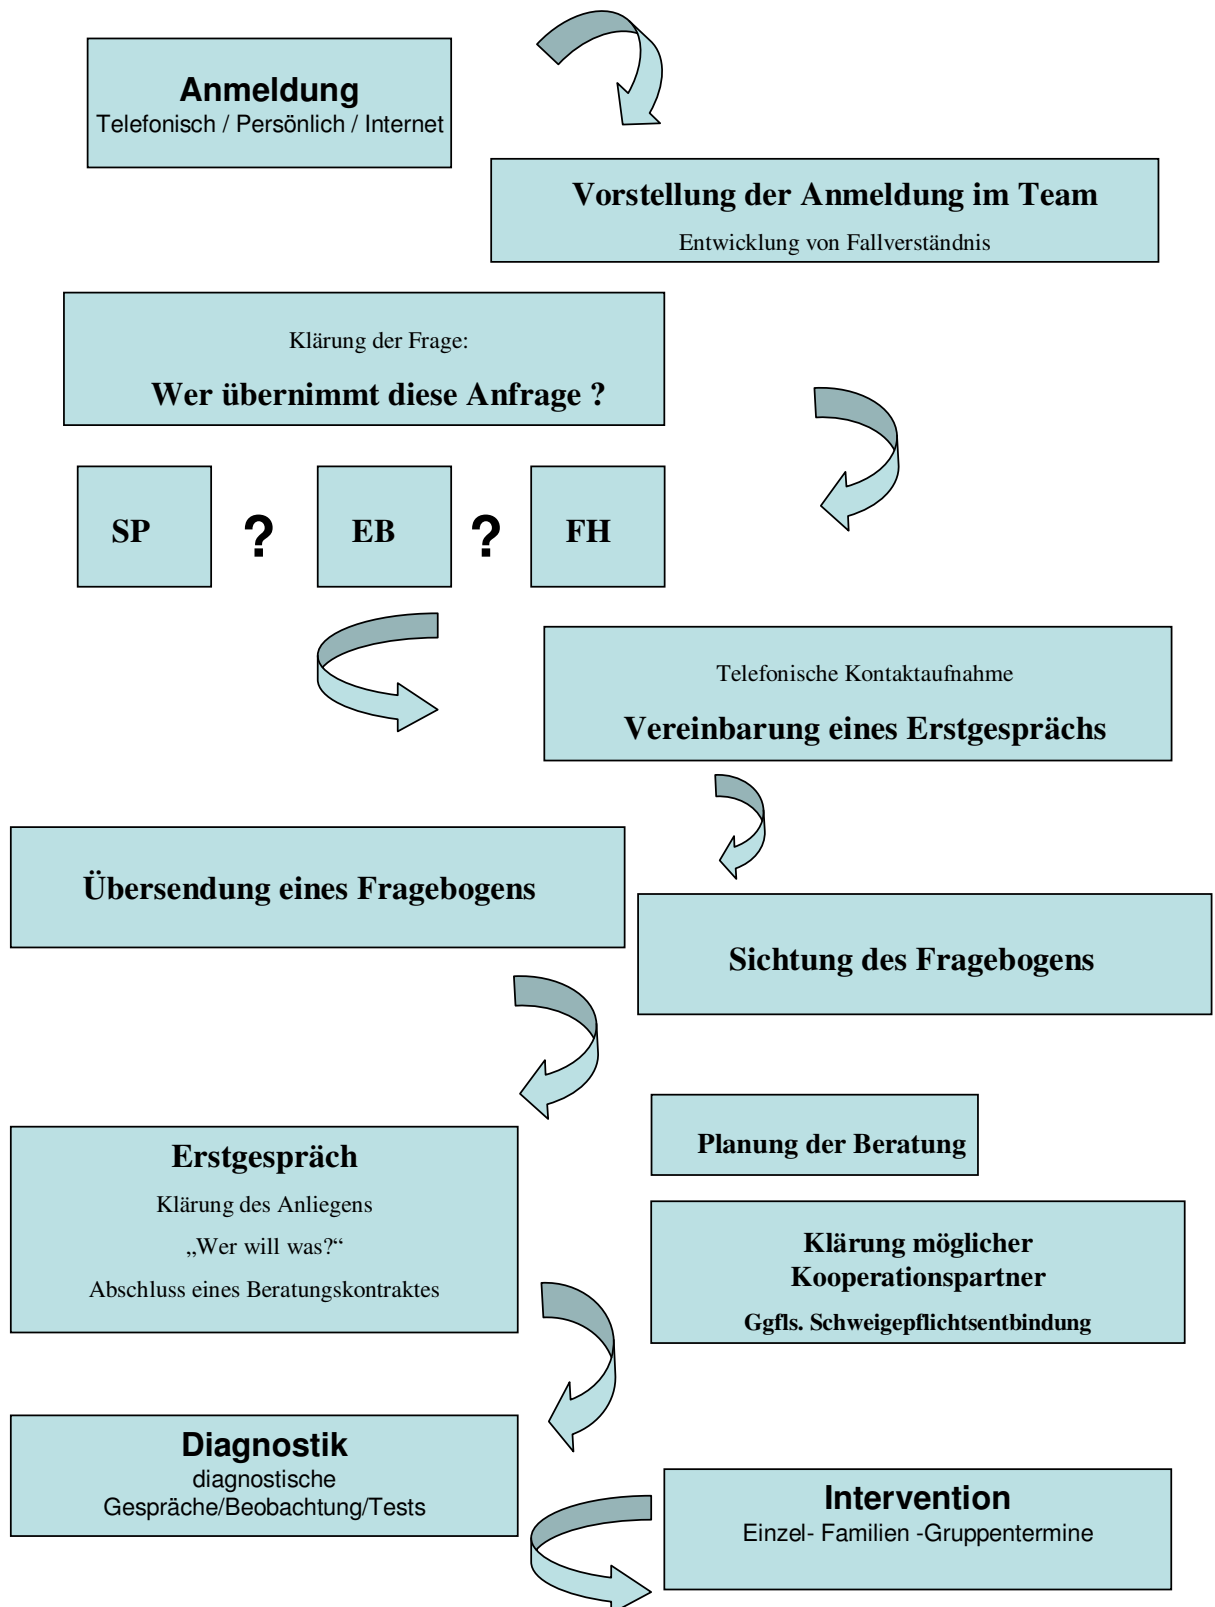 Anmeldung
Telefonisch / Persönlich / Internet
Vorstellung der Anmeldung im Team
Entwicklung von Fallverständnis
Klärung der Frage:
Wer übernimmt diese Anfrage ?
SP ? EB ? FH
Telefonische Kontaktaufnahme
Vereinbarung eines Erstgesprächs
Übersendung eines Fragebogens
Sichtung des Fragebogens
Erstgespräch
Klärung des Anliegens
„Wer will was?“
Abschluss eines Beratungskontraktes
Planung der Beratung
Klärung möglicher
Kooperationspartner
Ggfls. Schweigepflichtsentbindung
Diagnostik
diagnostische
Gespräche/Beobachtung/Tests
Intervention
Einzel- Familien -Gruppentermine